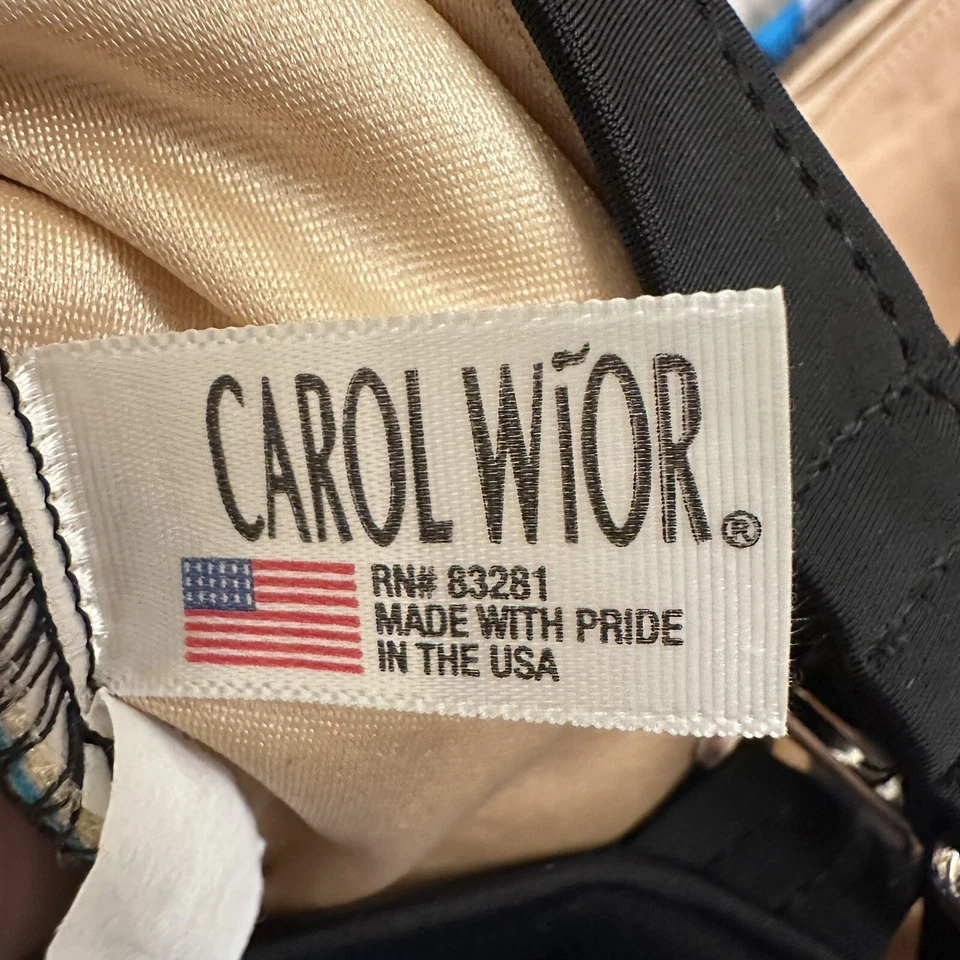 CAROL WIOR®
RN# 83281
MADE WITH PRIDE
IN THE USA